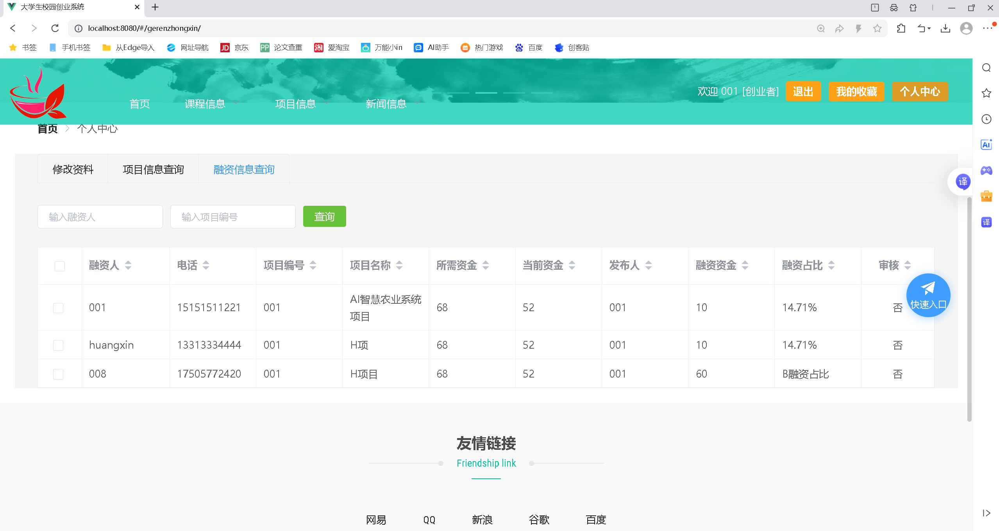 大学生校园创业系统
localhost:8080/#/gerenzhongxin/
书签 手机书签 从Edge导入 网址导航 JD 京东 PP 论文查重 淘 爱淘宝 万能小in AI助手 热门游戏 百度 创客贴
首页 课程信息 项目信息 新闻信息 欢迎 001 [创业者] 退出 我的收藏 个人中心
首页 个人中心
修改资料 项目信息查询 融资信息查询
译
输入融资人 输入项目编号 查询
译
融资人 电话 项目编号 项目名称 所需资金 当前资金 发布人 融资资金 融资占比 审核
001 15151511221 001 AI智慧农业系统项目 68 52 001 10 14.71% 否
快速入口
huangxin 13313334444 001 H项 68 52 001 10 14.71% 否
008 17505772420 001 H项目 68 52 001 60 B融资占比 否
友情链接
Friendship link
网易 QQ 新浪 谷歌 百度